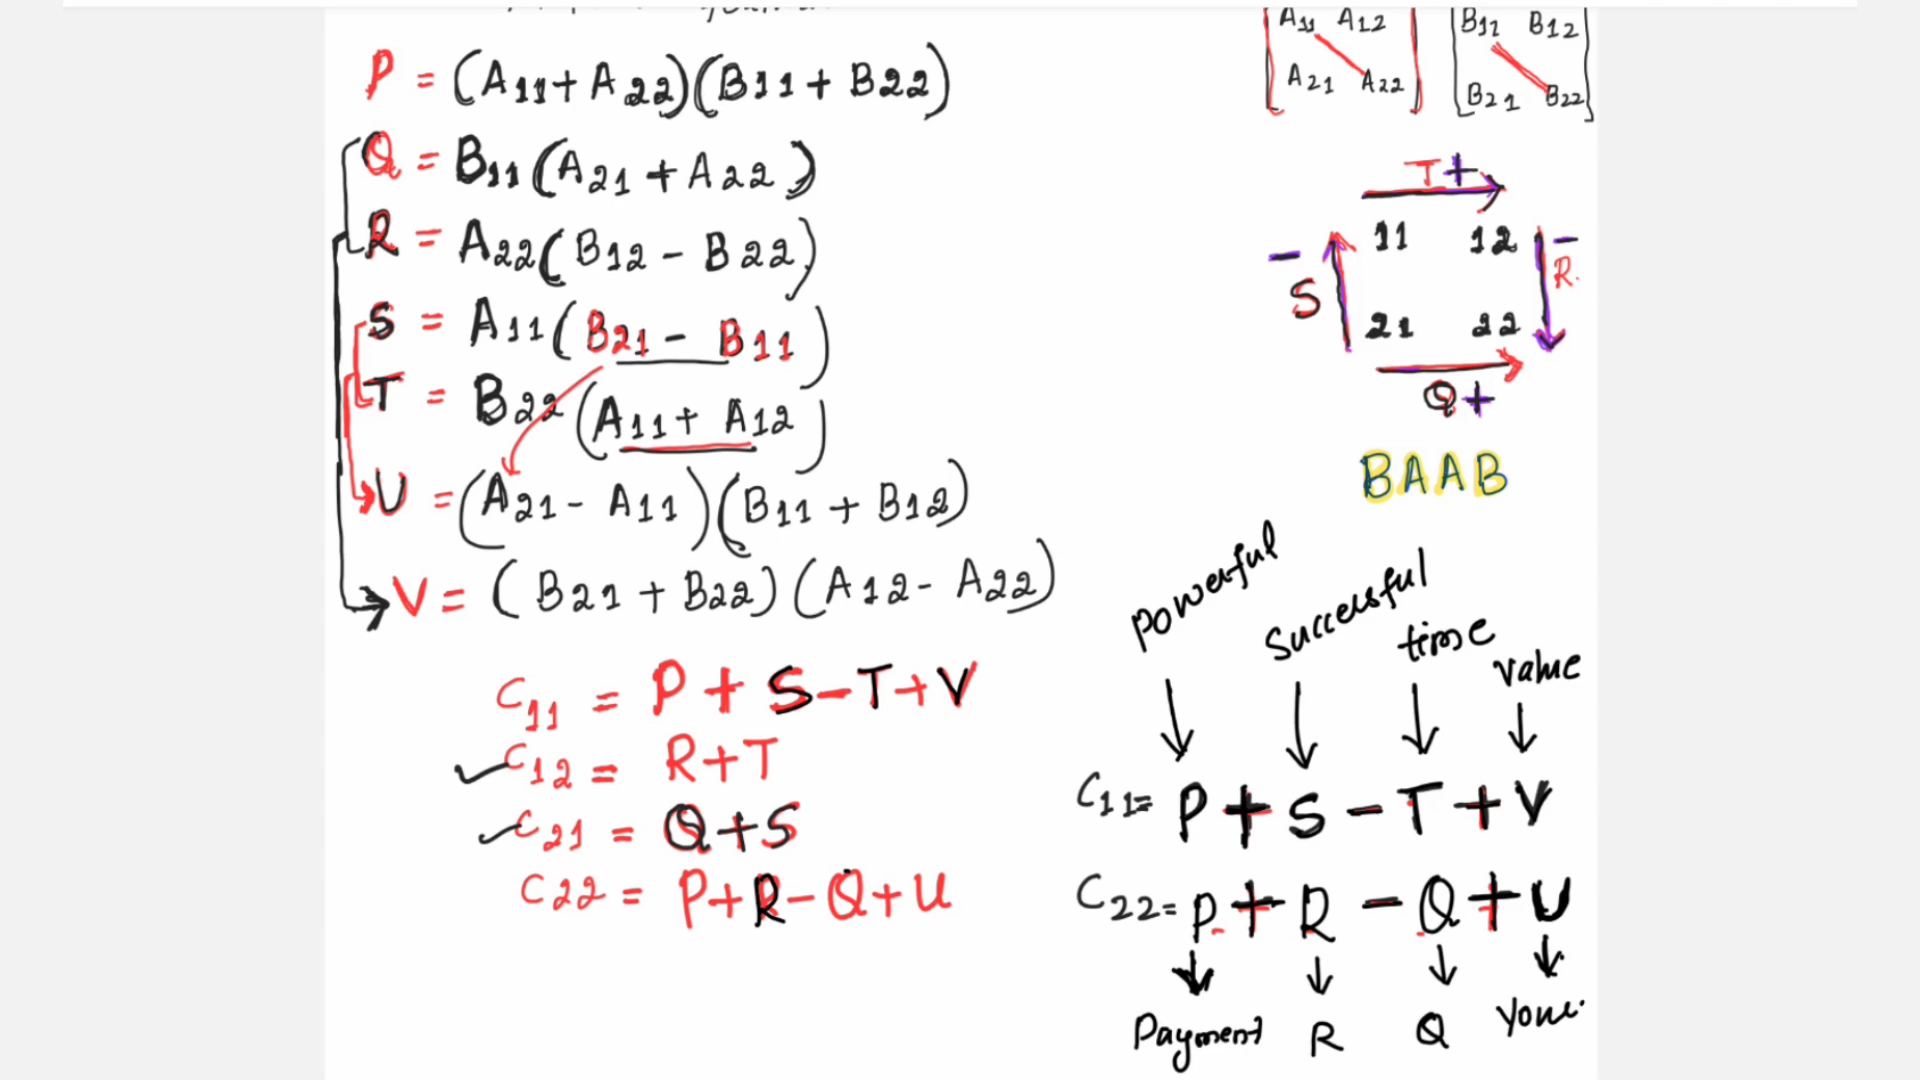 P = (A11 + A22)(B11 + B22)
Q = B11(A21 + A22)
R = A22(B12 - B22)
S = A11(B21 - B11)
T = B22(A11 + A12)
U = (A21 - A11)(B11 + B12)
V = (B21 + B22)(A12 - A22)
C11 = P + S - T + V
C12 = R + T
C21 = Q + S
C22 = P + R - Q + U
A11 A12
A21 A22
B12 B12
B21 B22
T +
11 12
- S
- R.
21 22
Q +
BAAB
Powerful
Successful
time
value
C11 = P + S - T + V
C22 = P + R - Q + U
Payment R Q